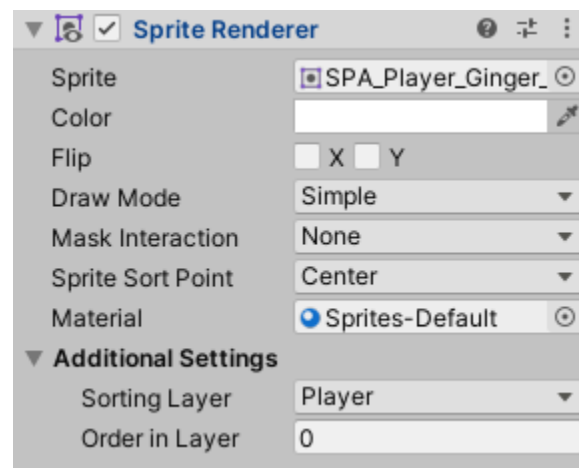 Sprite Renderer
Sprite SPA_Player_Ginger_
Color
Flip X Y
Draw Mode Simple
Mask Interaction None
Sprite Sort Point Center
Material Sprites-Default
Additional Settings
Sorting Layer Player
Order in Layer 0